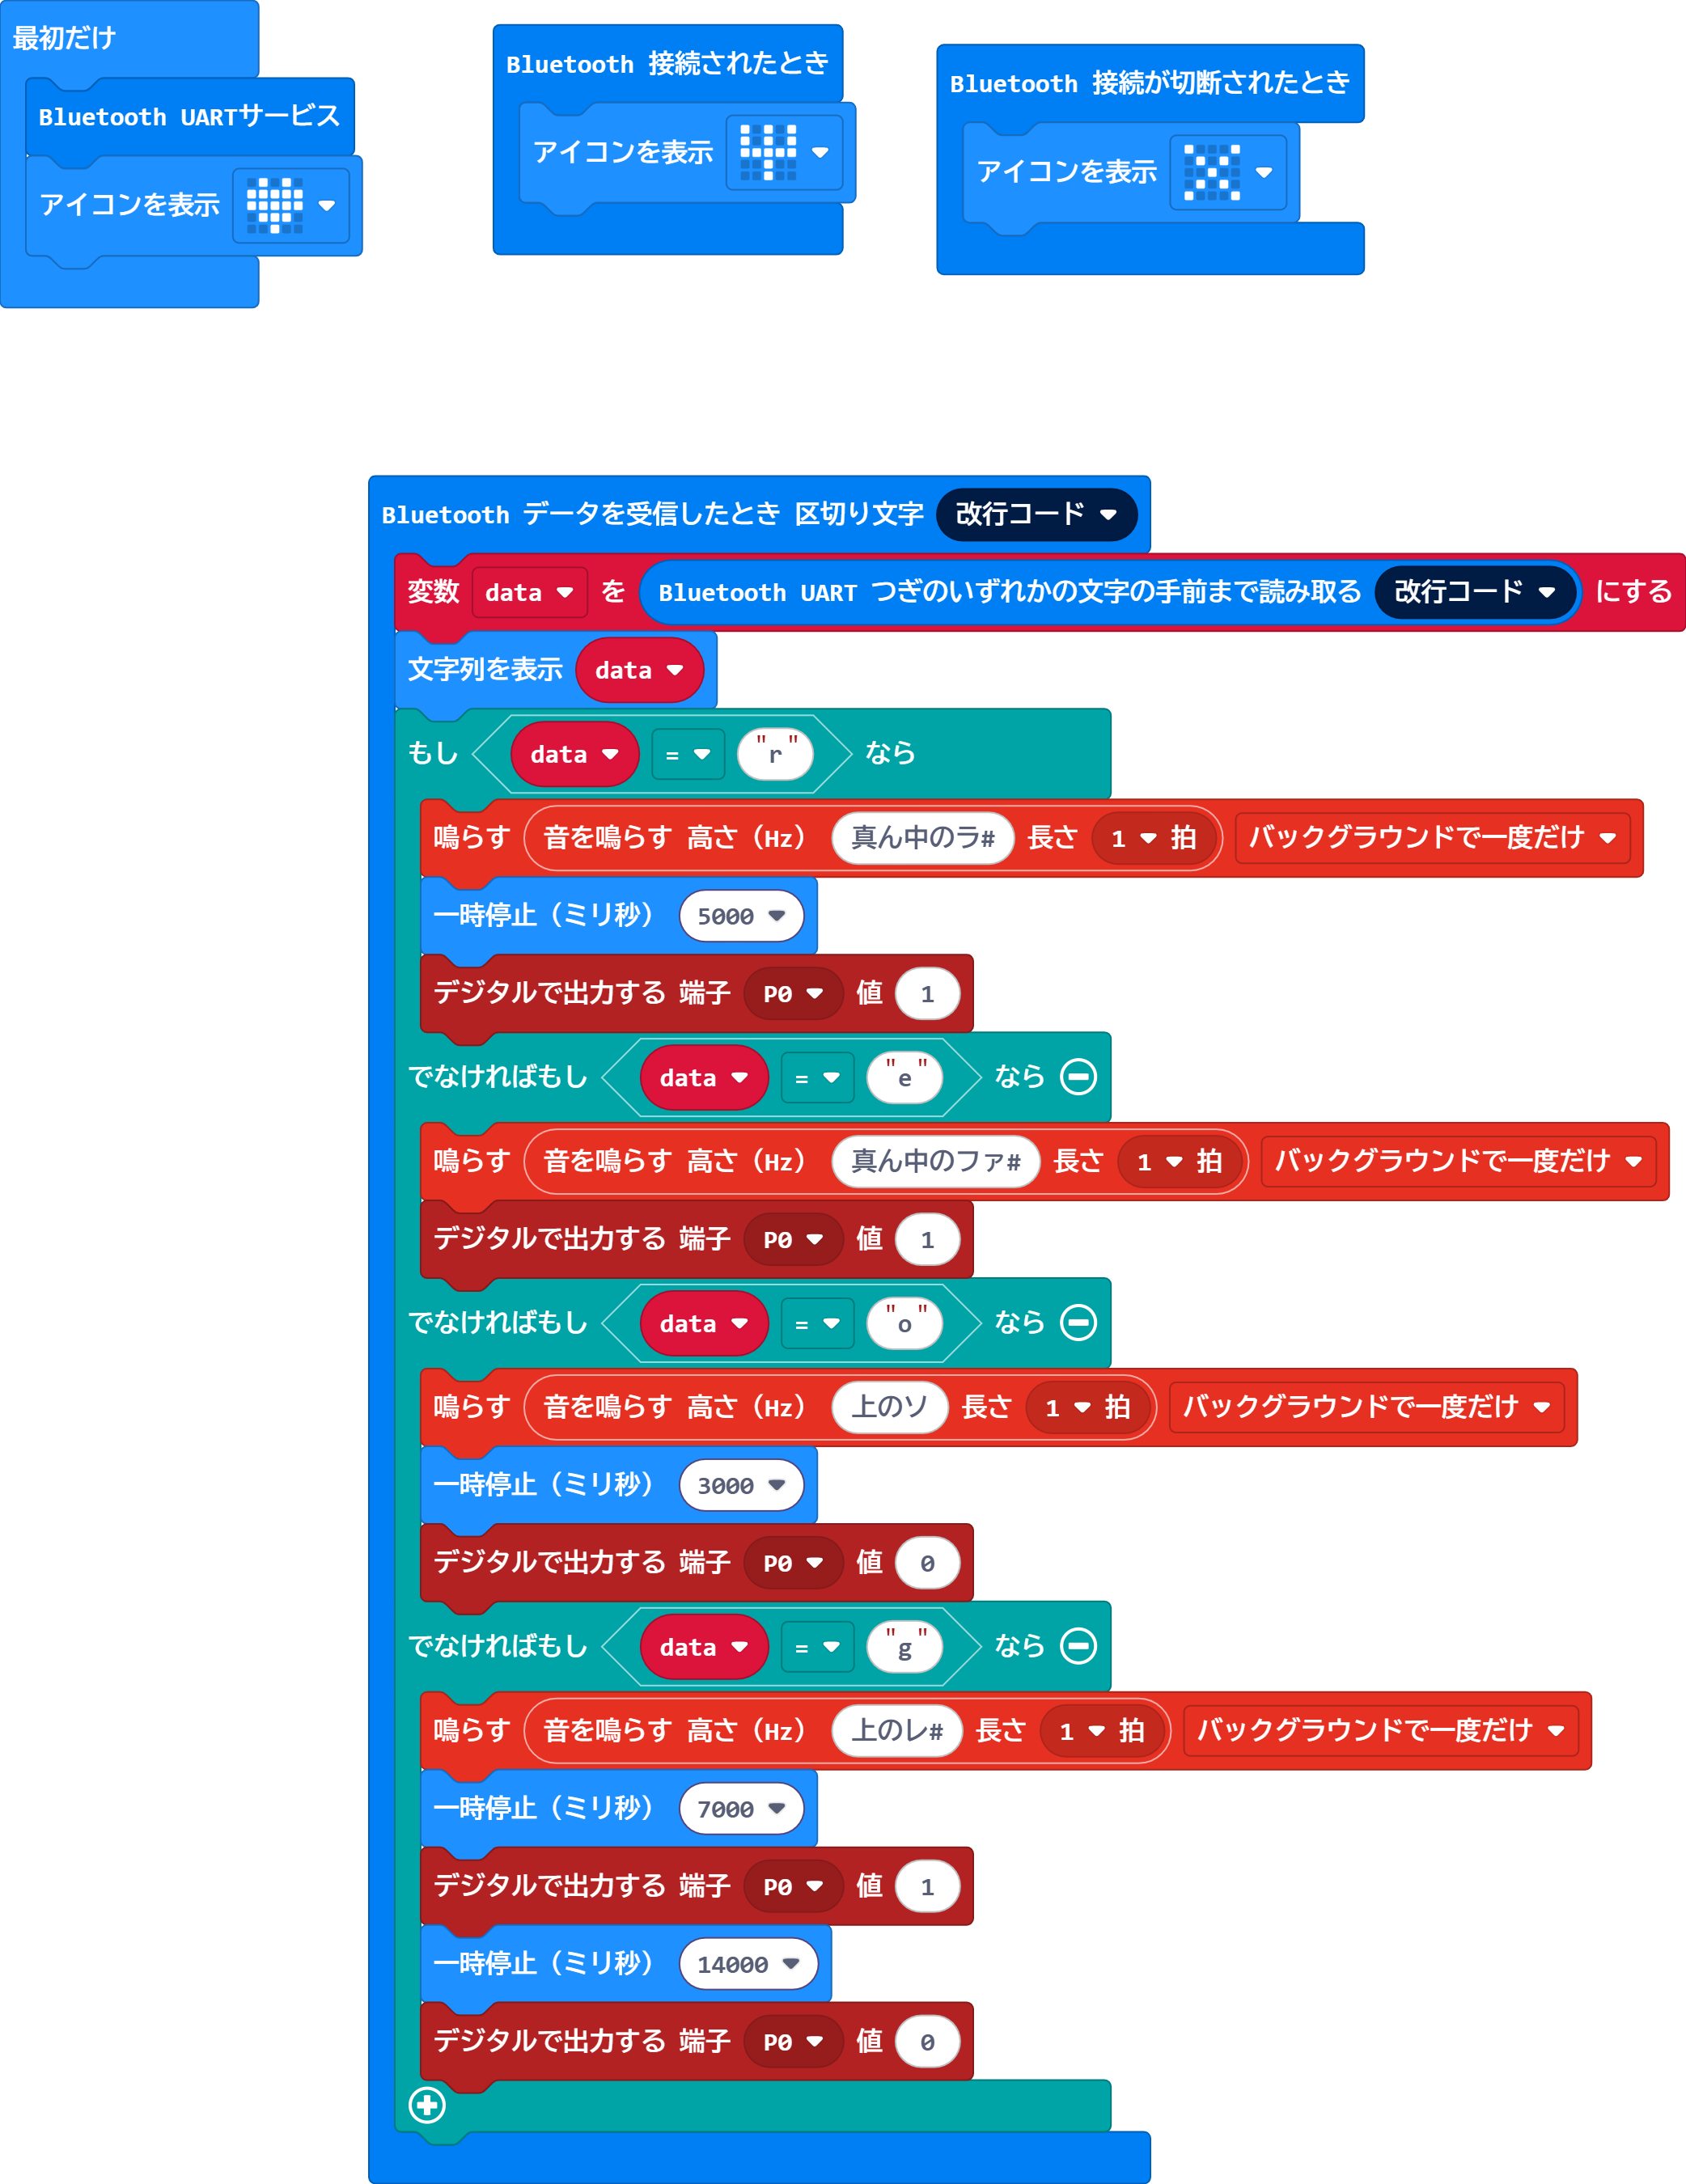 最初だけ
Bluetooth UARTサービス
アイコンを表示
Bluetooth 接続されたとき
アイコンを表示
Bluetooth 接続が切断されたとき
アイコンを表示
Bluetooth データを受信したとき 区切り文字 改行コード
変数 data を Bluetooth UART つぎのいずれかの文字の手前まで読み取る 改行コード にする
文字列を表示 data
もし data = "r" なら
鳴らす 音を鳴らす 高さ（Hz） 真ん中のラ# 長さ 1 拍 バックグラウンドで一度だけ
一時停止（ミリ秒） 5000
デジタルで出力する 端子 P0 値 1
でなければもし data = "e" なら
鳴らす 音を鳴らす 高さ（Hz） 真ん中のファ# 長さ 1 拍 バックグラウンドで一度だけ
デジタルで出力する 端子 P0 値 1
でなければもし data = "o" なら
鳴らす 音を鳴らす 高さ（Hz） 上のソ 長さ 1 拍 バックグラウンドで一度だけ
一時停止（ミリ秒） 3000
デジタルで出力する 端子 P0 値 0
でなければもし data = "g" なら
鳴らす 音を鳴らす 高さ（Hz） 上のレ# 長さ 1 拍 バックグラウンドで一度だけ
一時停止（ミリ秒） 7000
デジタルで出力する 端子 P0 値 1
一時停止（ミリ秒） 14000
デジタルで出力する 端子 P0 値 0